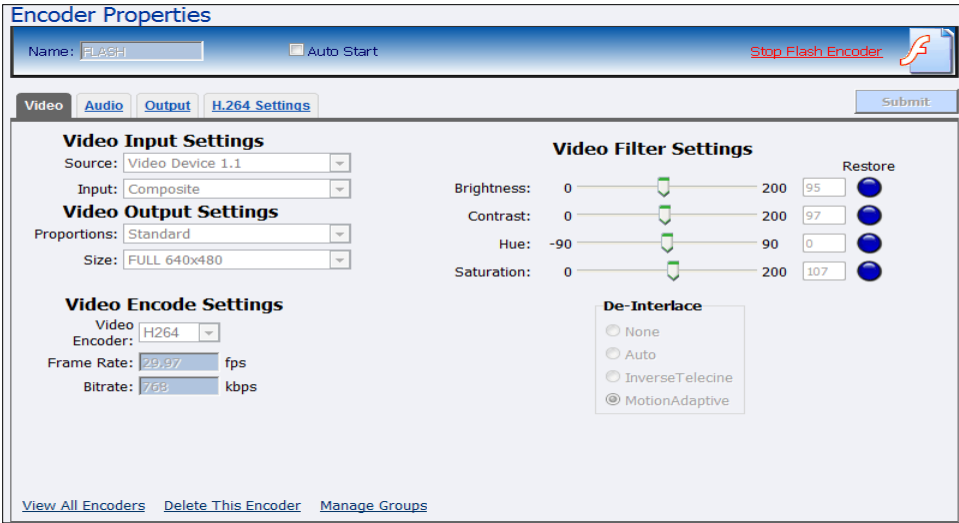 Encoder Properties
Name: FLASH Auto Start Stop Flash Encoder
Video Audio Output H.264 Settings Submit
Video Input Settings
Source: Video Device 1.1
Input: Composite
Video Output Settings
Proportions: Standard
Size: FULL 640x480
Video Encode Settings
Video Encoder: H264
Frame Rate: 29.97 fps
Bitrate: 768 kbps
Video Filter Settings
Restore
Brightness: 0 200 95
Contrast: 0 200 97
Hue: -90 90 0
Saturation: 0 200 107
De-Interlace
None
Auto
InverseTelecine
MotionAdaptive
View All Encoders Delete This Encoder Manage Groups